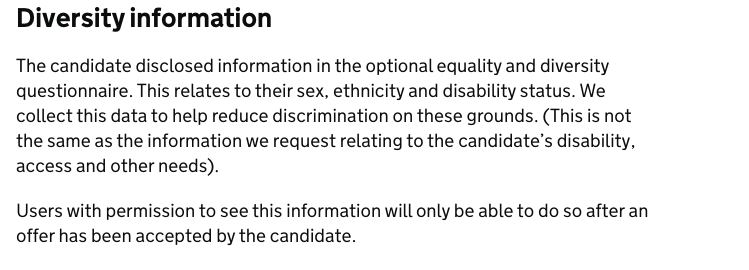 Diversity information
The candidate disclosed information in the optional equality and diversity
questionnaire. This relates to their sex, ethnicity and disability status. We
collect this data to help reduce discrimination on these grounds. (This is not
the same as the information we request relating to the candidate’s disability,
access and other needs).
Users with permission to see this information will only be able to do so after an
offer has been accepted by the candidate.